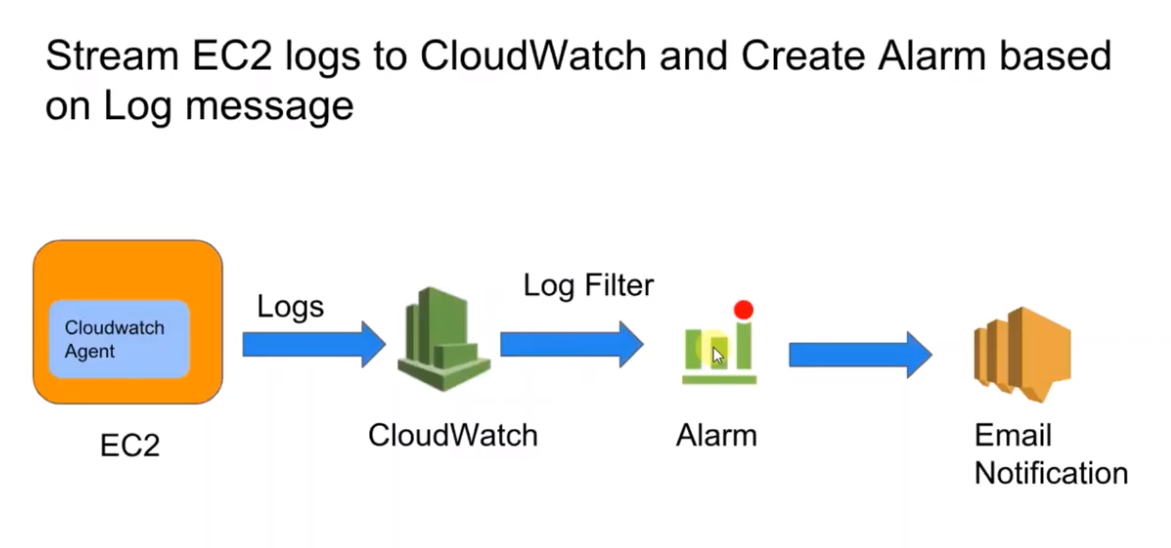 Stream EC2 logs to CloudWatch and Create Alarm based
on Log message
Cloudwatch
Agent
EC2
Logs
CloudWatch
Log Filter
Alarm
Email
Notification